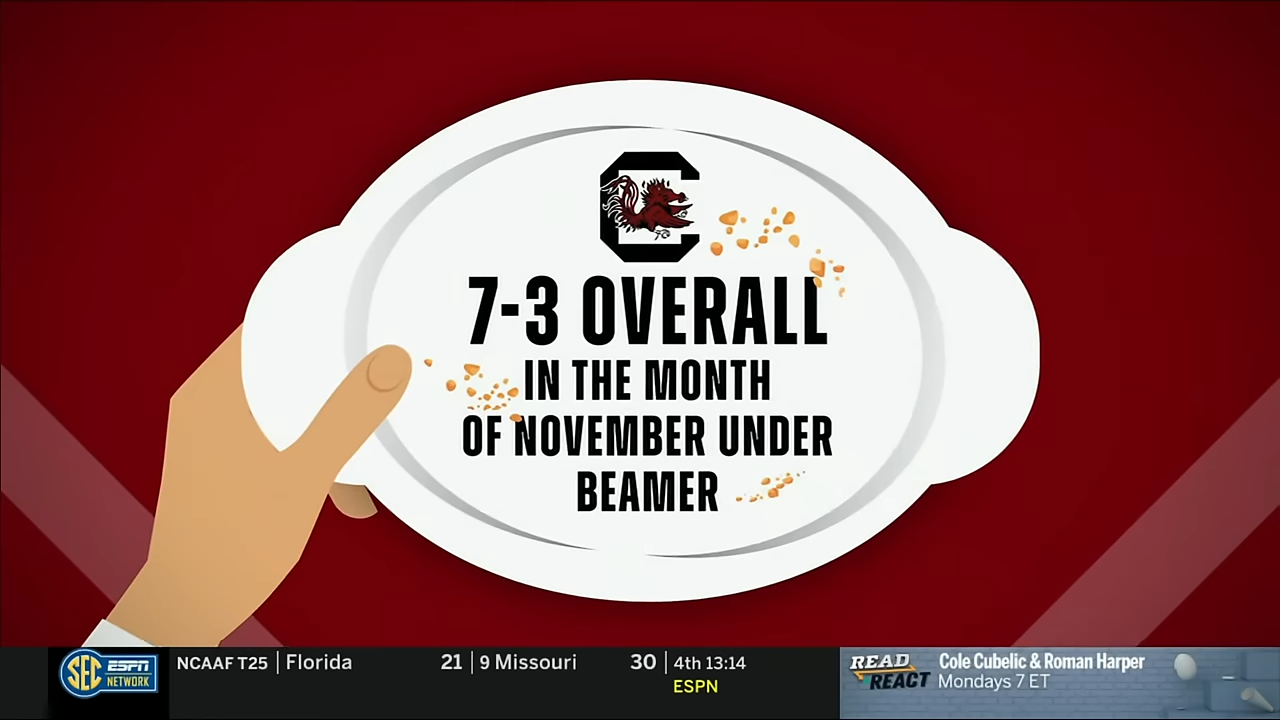 C
7-3 OVERALL
IN THE MONTH
OF NOVEMBER UNDER
BEAMER
SEC ESPN NETWORK
NCAAF T25 Florida 21 9 Missouri 30 4th 13:14
ESPN
READ REACT
Cole Cubelic & Roman Harper
Mondays 7 ET